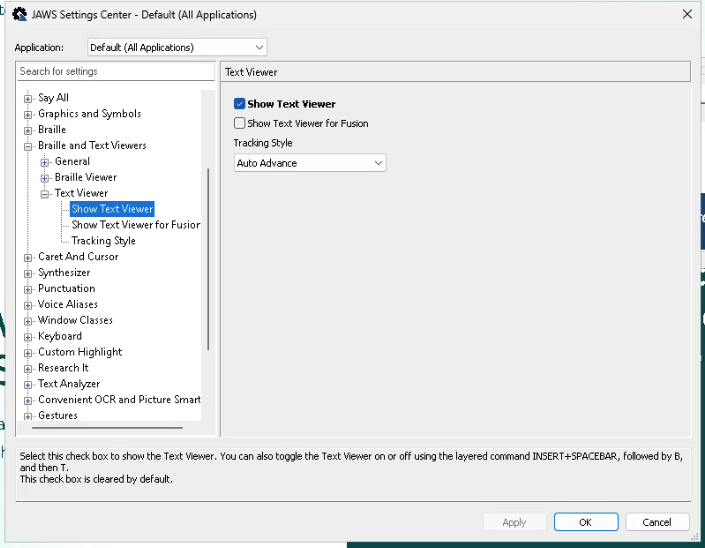 JAWS Settings Center - Default (All Applications)
Application:
Default (All Applications)
Search for settings
Say All
Graphics and Symbols
Braille
Braille and Text Viewers
General
Braille Viewer
Text Viewer
Show Text Viewer
Show Text Viewer for Fusion
Tracking Style
Caret And Cursor
Synthesizer
Punctuation
Voice Aliases
Window Classes
Keyboard
Custom Highlight
Research It
Text Analyzer
Convenient OCR and Picture Smart
Gestures
Text Viewer
Show Text Viewer
Show Text Viewer for Fusion
Tracking Style
Auto Advance
Select this check box to show the Text Viewer. You can also toggle the Text Viewer on or off using the layered command INSERT+SPACEBAR, followed by B,
and then T.
This check box is cleared by default.
Apply
OK
Cancel